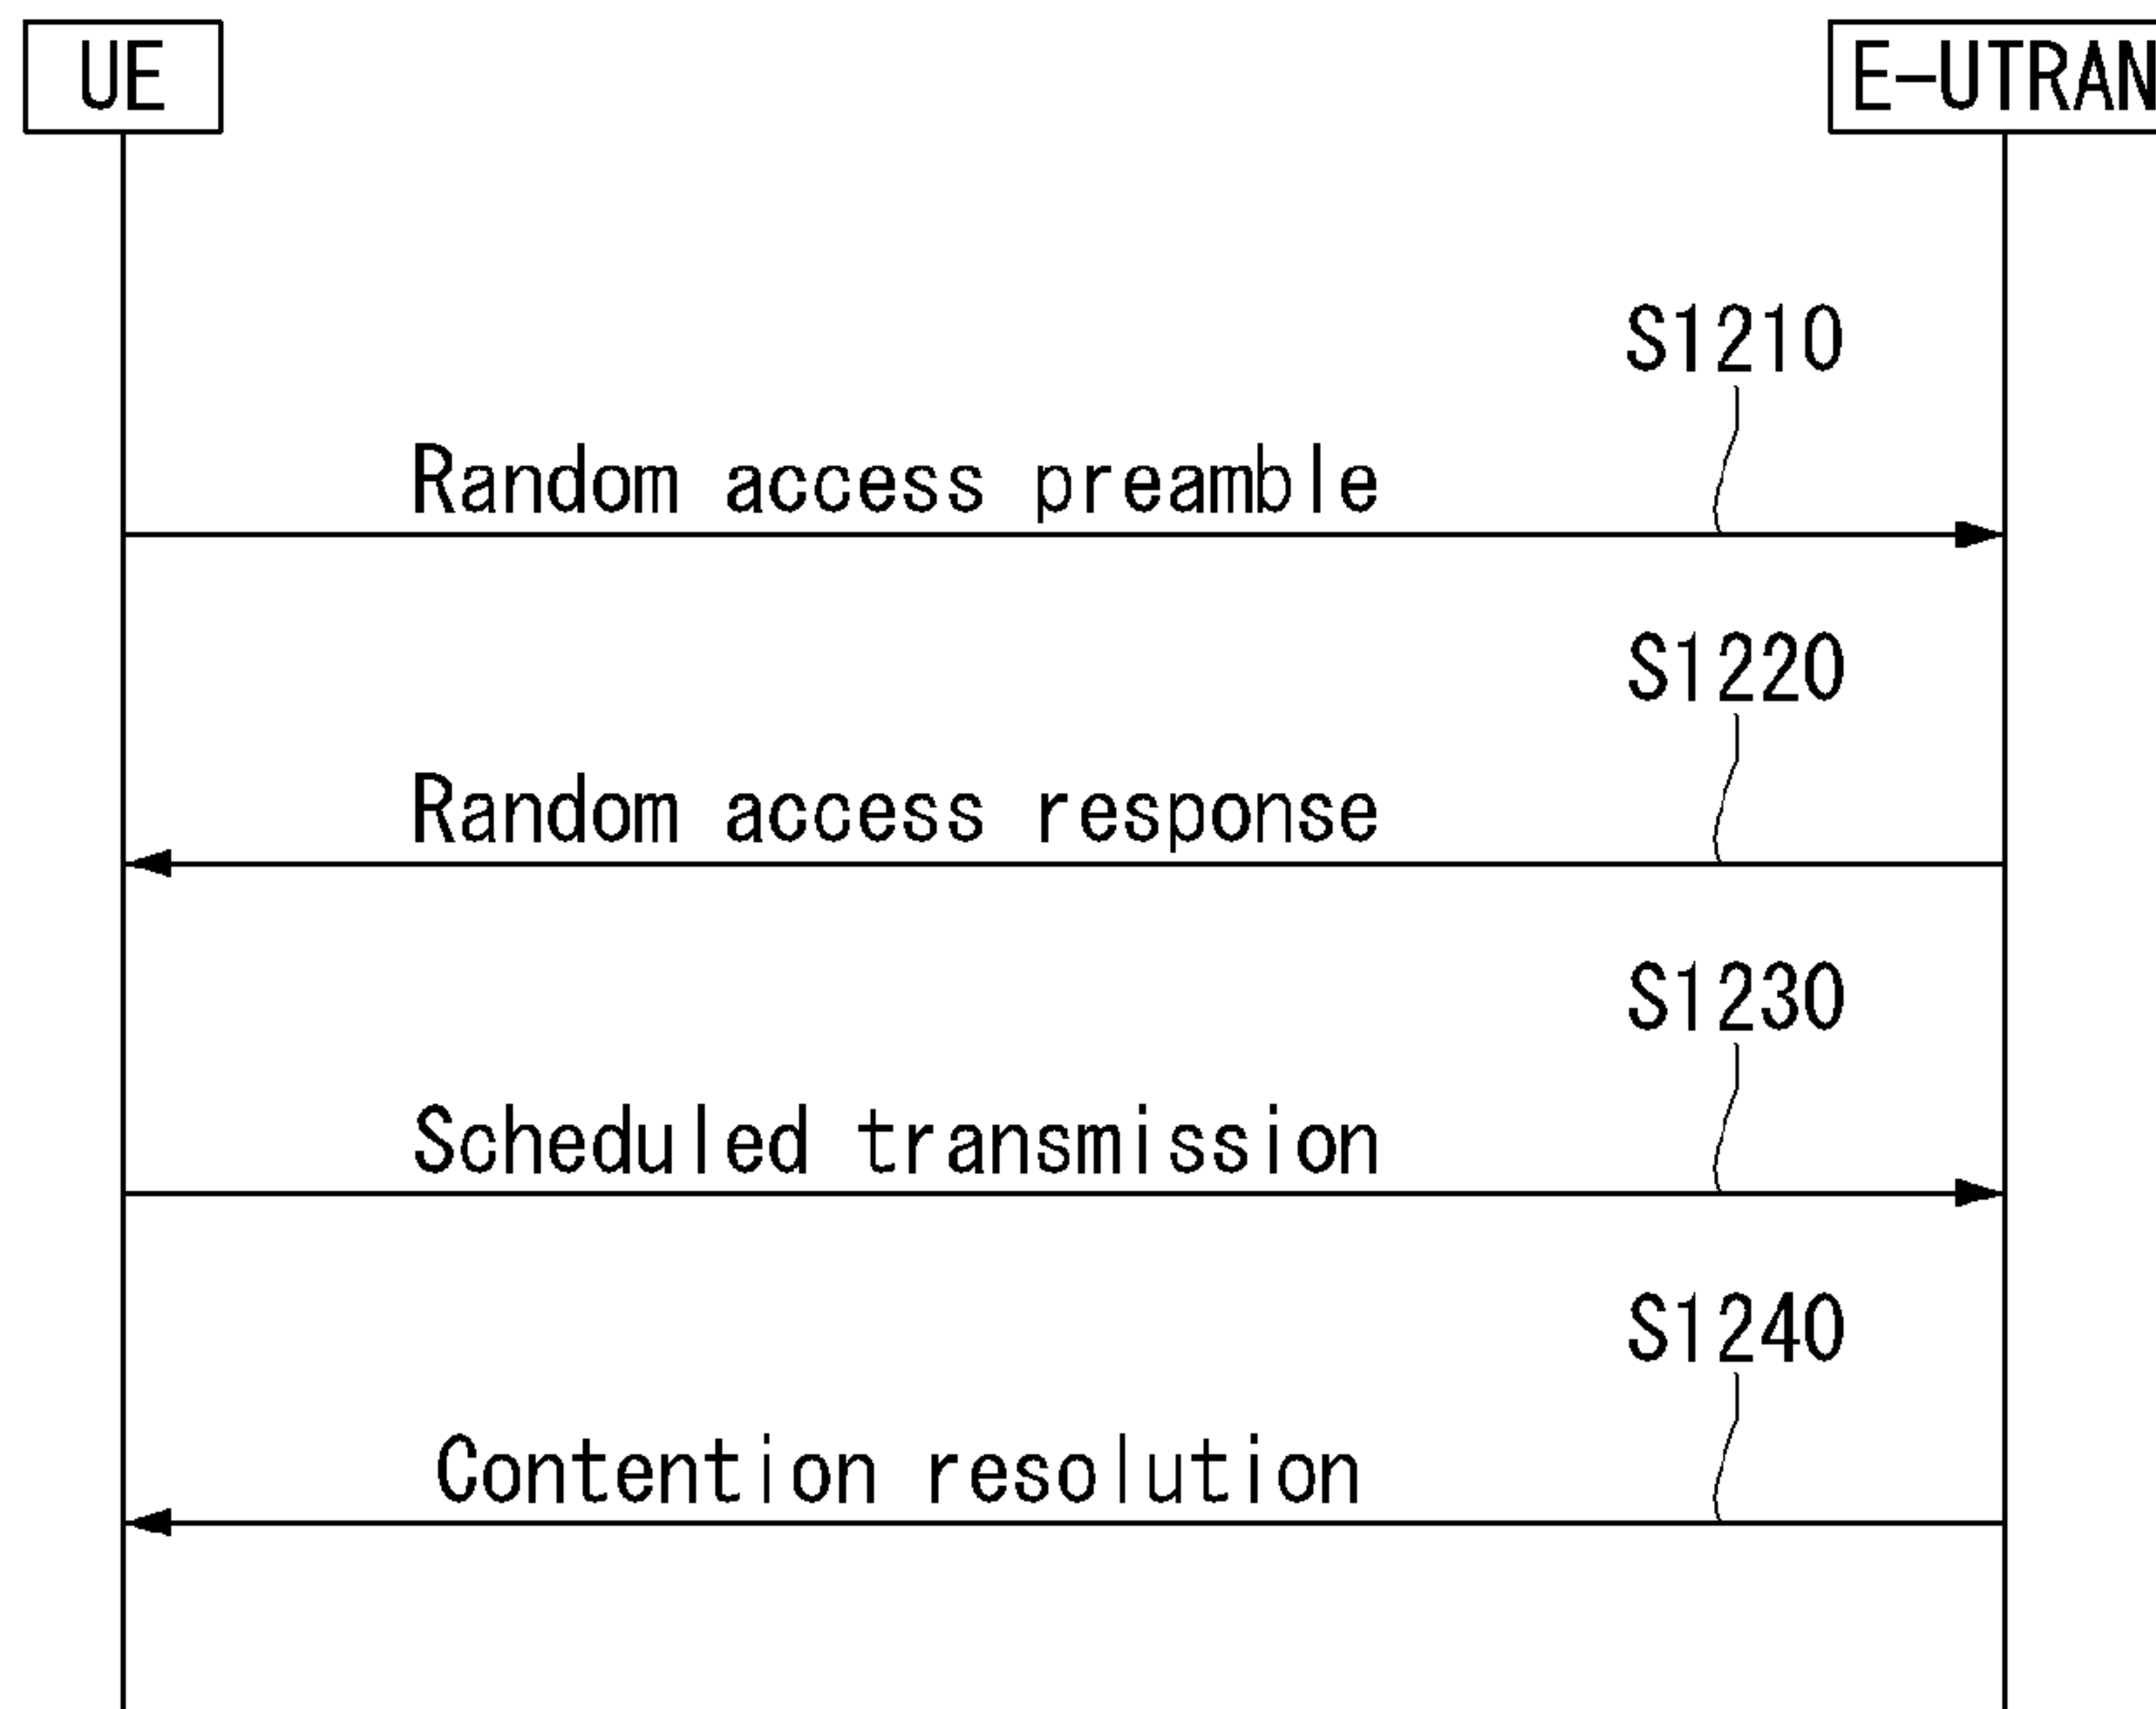 UE
E-UTRAN
S1210
Random access preamble
S1220
Random access response
S1230
Scheduled transmission
S1240
Contention resolution